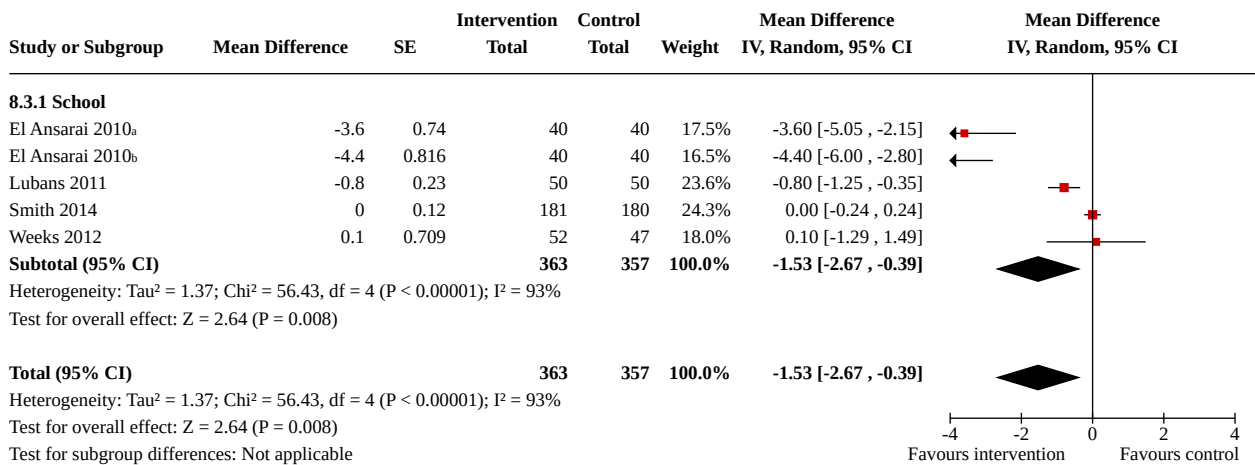 Intervention Control Mean Difference Mean Difference
Study or Subgroup Mean Difference SE Total Total Weight IV, Random, 95% CI IV, Random, 95% CI
8.3.1 School
El Ansarai 2010a -3.6 0.74 40 40 17.5% -3.60 [-5.05 , -2.15]
El Ansarai 2010b -4.4 0.816 40 40 16.5% -4.40 [-6.00 , -2.80]
Lubans 2011 -0.8 0.23 50 50 23.6% -0.80 [-1.25 , -0.35]
Smith 2014 0 0.12 181 180 24.3% 0.00 [-0.24 , 0.24]
Weeks 2012 0.1 0.709 52 47 18.0% 0.10 [-1.29 , 1.49]
Subtotal (95% CI) 363 357 100.0% -1.53 [-2.67 , -0.39]
Heterogeneity: Tau² = 1.37; Chi² = 56.43, df = 4 (P < 0.00001); I² = 93%
Test for overall effect: Z = 2.64 (P = 0.008)
Total (95% CI) 363 357 100.0% -1.53 [-2.67 , -0.39]
Heterogeneity: Tau² = 1.37; Chi² = 56.43, df = 4 (P < 0.00001); I² = 93%
Test for overall effect: Z = 2.64 (P = 0.008)
-4 -2 0 2 4
Test for subgroup differences: Not applicable Favours intervention Favours control